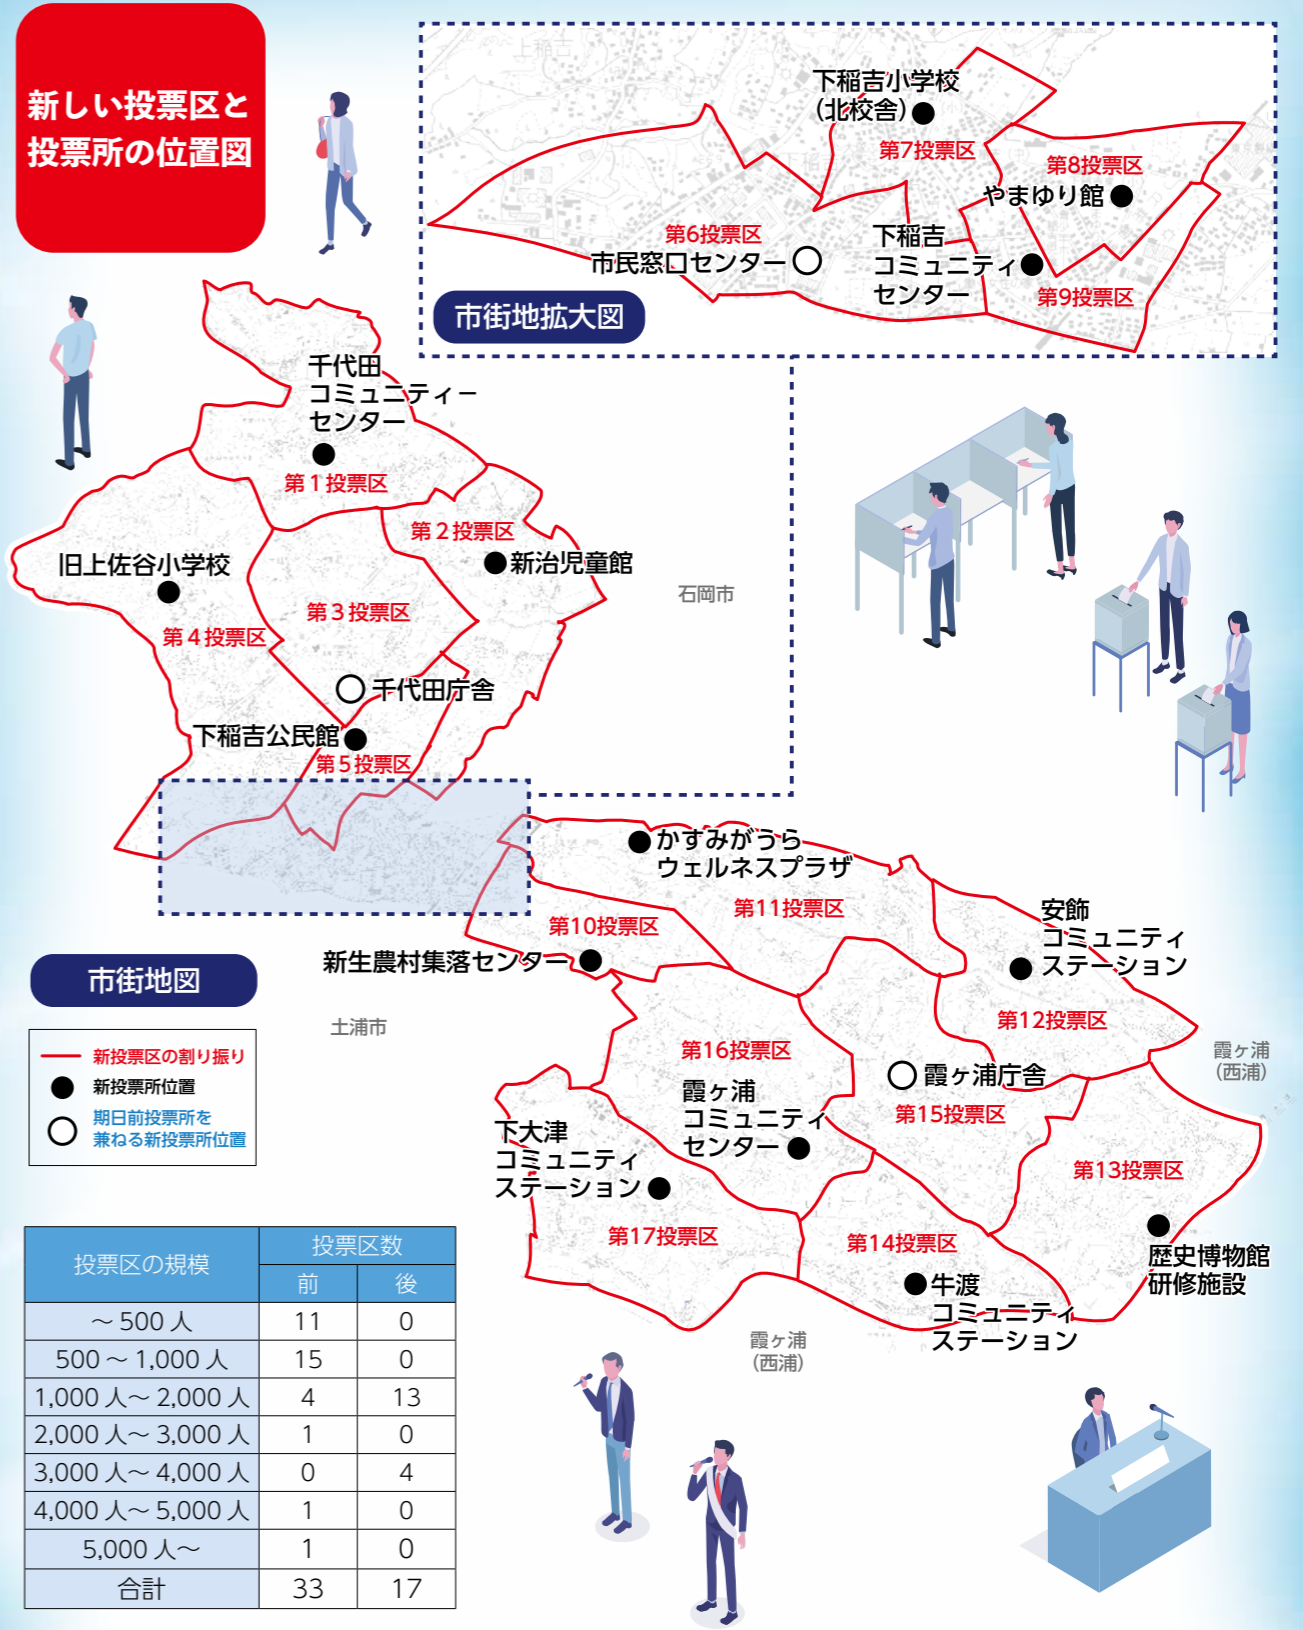 新しい投票区と
投票所の位置図
上稲吉
下稲吉小学校
（北校舎）
第7投票区
第8投票区
やまゆり館
第6投票区
市民窓口センター
下稲吉
コミュニティ
センター
第9投票区
市街地拡大図
千代田
コミュニティー
センター
第1投票区
第2投票区
新治児童館
旧上佐谷小学校
第3投票区
第4投票区
石岡市
千代田庁舎
下稲吉公民館
第5投票区
かすみがうら
ウェルネスプラザ
第11投票区
第10投票区
新生農村集落センター
安飾
コミュニティ
ステーション
第12投票区
市街地図
土浦市
新投票区の割り振り
新投票所位置
期日前投票所を
兼ねる新投票所位置
第16投票区
霞ヶ浦
コミュニティ
センター
霞ヶ浦庁舎
第15投票区
霞ヶ浦
（西浦）
下大津
コミュニティ
ステーション
第13投票区
第17投票区
第14投票区
歴史博物館
研修施設
牛渡
コミュニティ
ステーション
霞ヶ浦
（西浦）
投票区の規模 投票区数
前 後
～500人 11 0
500～1,000人 15 0
1,000人～2,000人 4 13
2,000人～3,000人 1 0
3,000人～4,000人 0 4
4,000人～5,000人 1 0
5,000人～ 1 0
合計 33 17